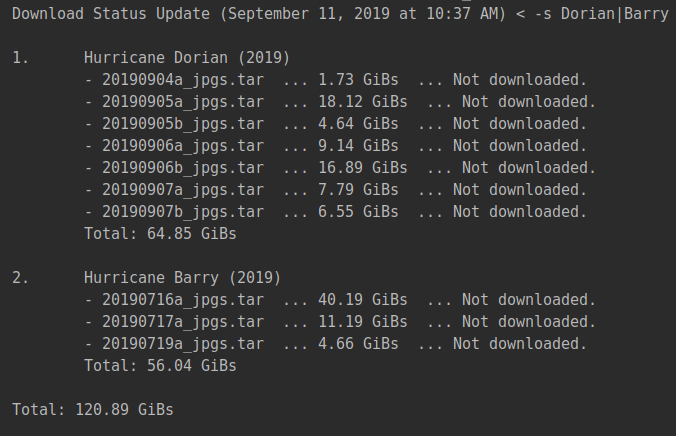 Download Status Update (September 11, 2019 at 10:37 AM) < -s Dorian|Barry
1. Hurricane Dorian (2019)
- 20190904a_jpgs.tar ... 1.73 GiBs ... Not downloaded.
- 20190905a_jpgs.tar ... 18.12 GiBs ... Not downloaded.
- 20190905b_jpgs.tar ... 4.64 GiBs ... Not downloaded.
- 20190906a_jpgs.tar ... 9.14 GiBs ... Not downloaded.
- 20190906b_jpgs.tar ... 16.89 GiBs ... Not downloaded.
- 20190907a_jpgs.tar ... 7.79 GiBs ... Not downloaded.
- 20190907b_jpgs.tar ... 6.55 GiBs ... Not downloaded.
Total: 64.85 GiBs
2. Hurricane Barry (2019)
- 20190716a_jpgs.tar ... 40.19 GiBs ... Not downloaded.
- 20190717a_jpgs.tar ... 11.19 GiBs ... Not downloaded.
- 20190719a_jpgs.tar ... 4.66 GiBs ... Not downloaded.
Total: 56.04 GiBs
Total: 120.89 GiBs